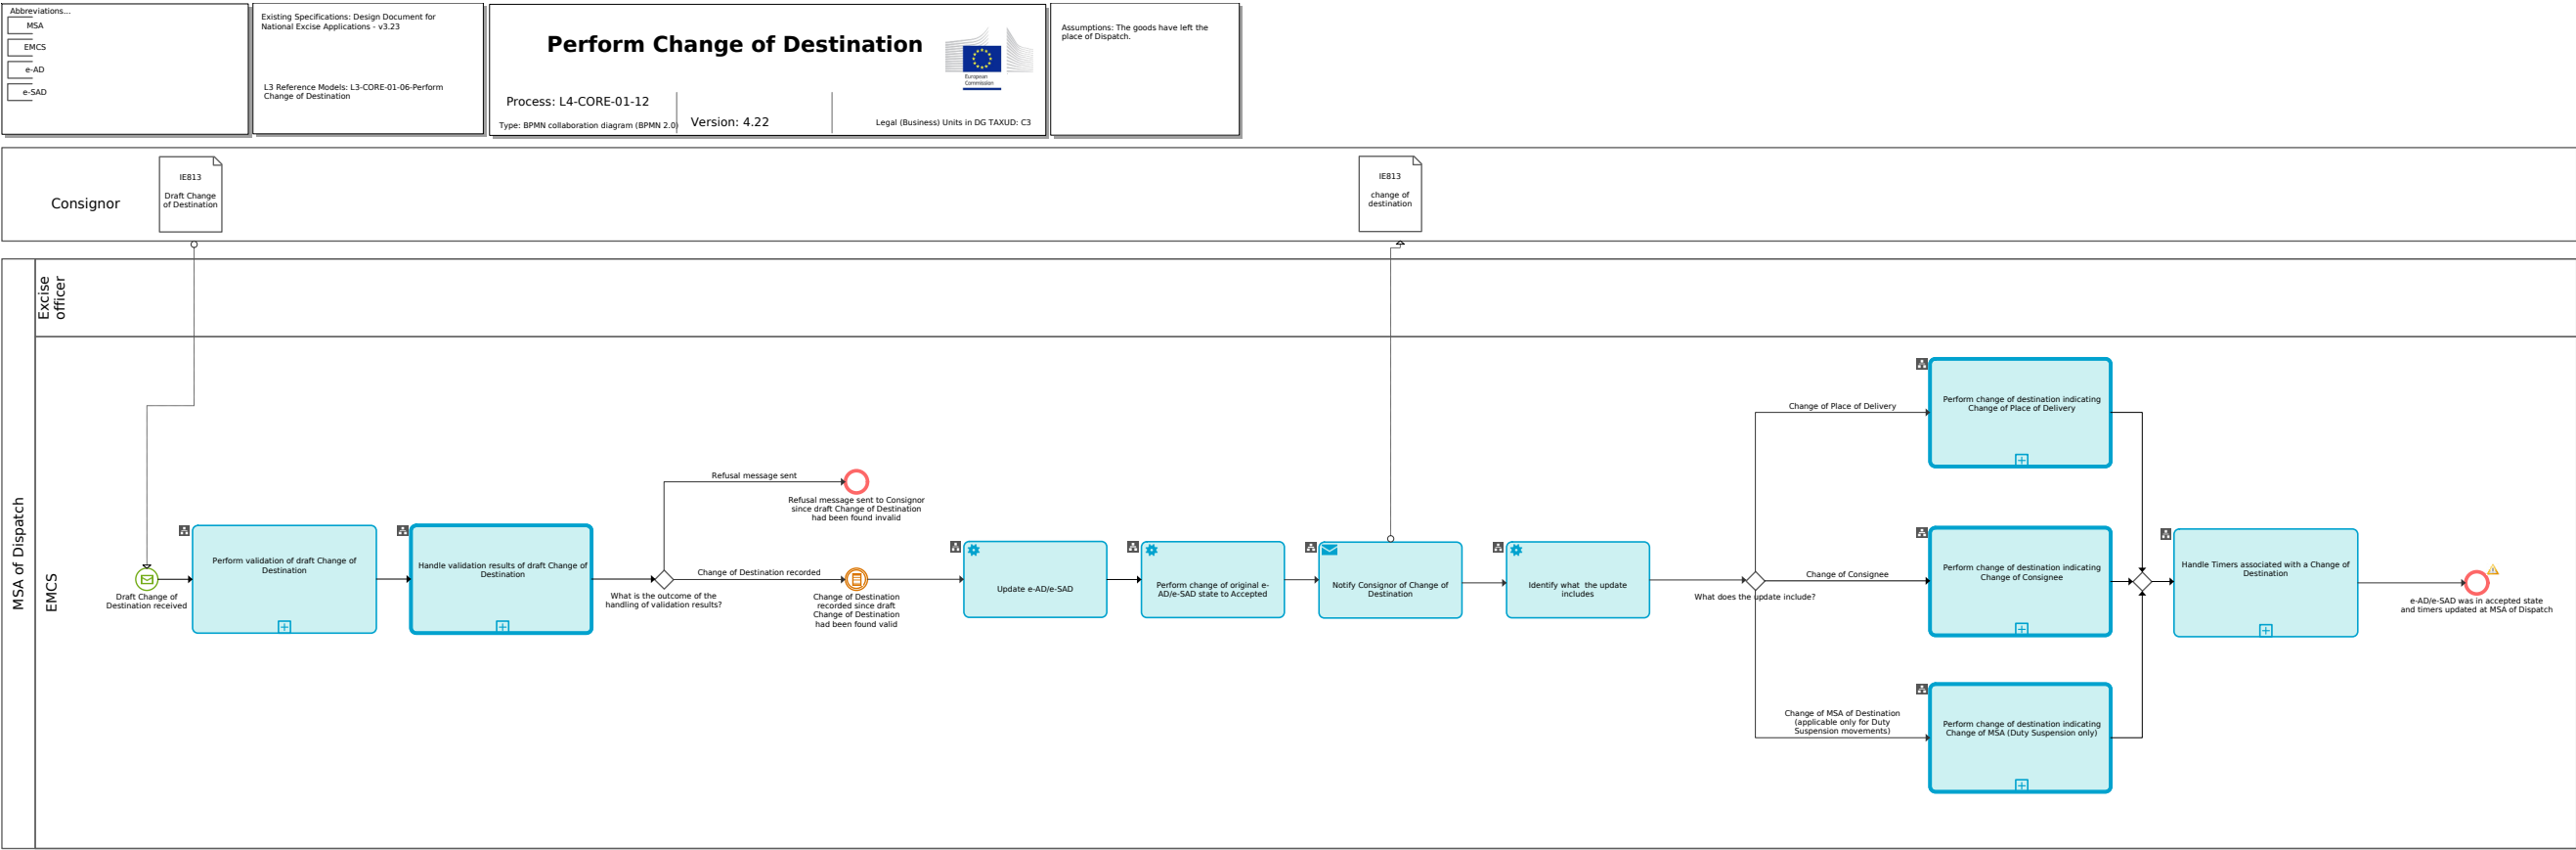 Abbreviations...
MSA
EMCS
e-AD
e-SAD
Existing Specifications: Design Document for
National Excise Applications - v3.23
L3 Reference Models: L3-CORE-01-06-Perform
Change of Destination
Perform Change of Destination
European
Commission
Process: L4-CORE-01-12
Type: BPMN collaboration diagram (BPMN 2.0)
Version: 4.22
Legal (Business) Units in DG TAXUD: C3
Assumptions: The goods have left the
place of Dispatch.
Consignor
IE813
Draft Change
of Destination
IE813
change of
destination
MSA of Dispatch
Excise
officer
EMCS
Draft Change of
Destination received
Perform validation of draft Change of
Destination
Handle validation results of draft Change of
Destination
What is the outcome of the
handling of validation results?
Refusal message sent
Refusal message sent to Consignor
since draft Change of Destination
had been found invalid
Change of Destination recorded
Change of Destination
recorded since draft
Change of Destination
had been found valid
Update e-AD/e-SAD
Perform change of original e-
AD/e-SAD state to Accepted
Notify Consignor of Change of
Destination
Identify what  the update
includes
What does the update include?
Change of Place of Delivery
Perform change of destination indicating
Change of Place of Delivery
Change of Consignee
Perform change of destination indicating
Change of Consignee
Change of MSA of Destination
(applicable only for Duty
Suspension movements)
Perform change of destination indicating
Change of MSA (Duty Suspension only)
Handle Timers associated with a Change of
Destination
e-AD/e-SAD was in accepted state
and timers updated at MSA of Dispatch